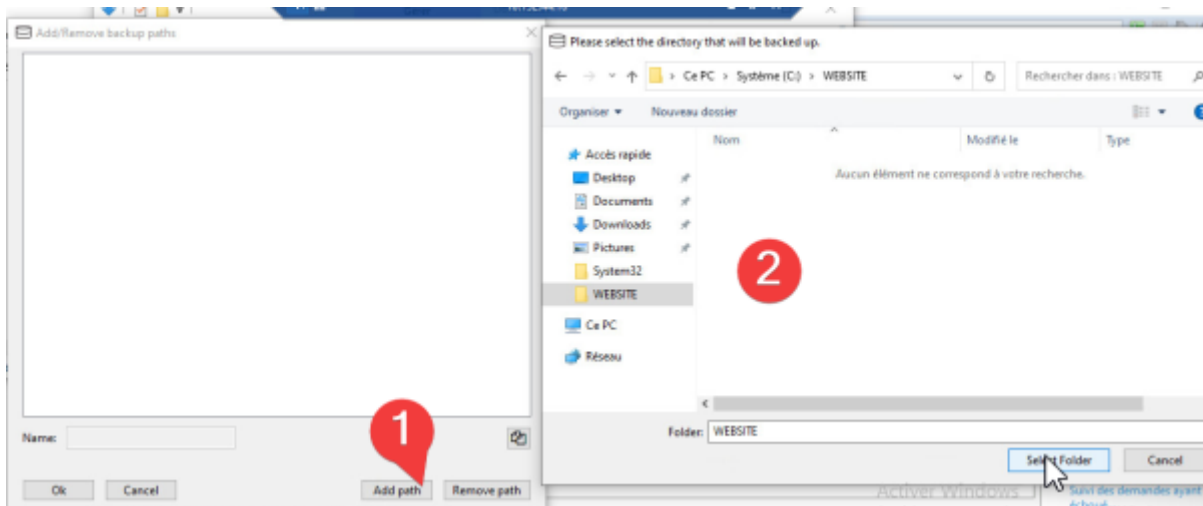 Add/Remove backup paths
Name:
1
Ok
Cancel
Add path
Remove path
Please select the directory that will be backed up.
Ce PC > Système (C:) > WEBSITE
Rechercher dans : WEBSITE
Organiser
Nouveau dossier
Nom
Modifié le
Type
Aucun élément ne correspond à votre recherche.
Accès rapide
Desktop
Documents
Downloads
Pictures
System32
WEBSITE
Ce PC
Réseau
2
Folder: WEBSITE
Select Folder
Cancel
Activer Windows
Suivi des demandes ayant
échoué